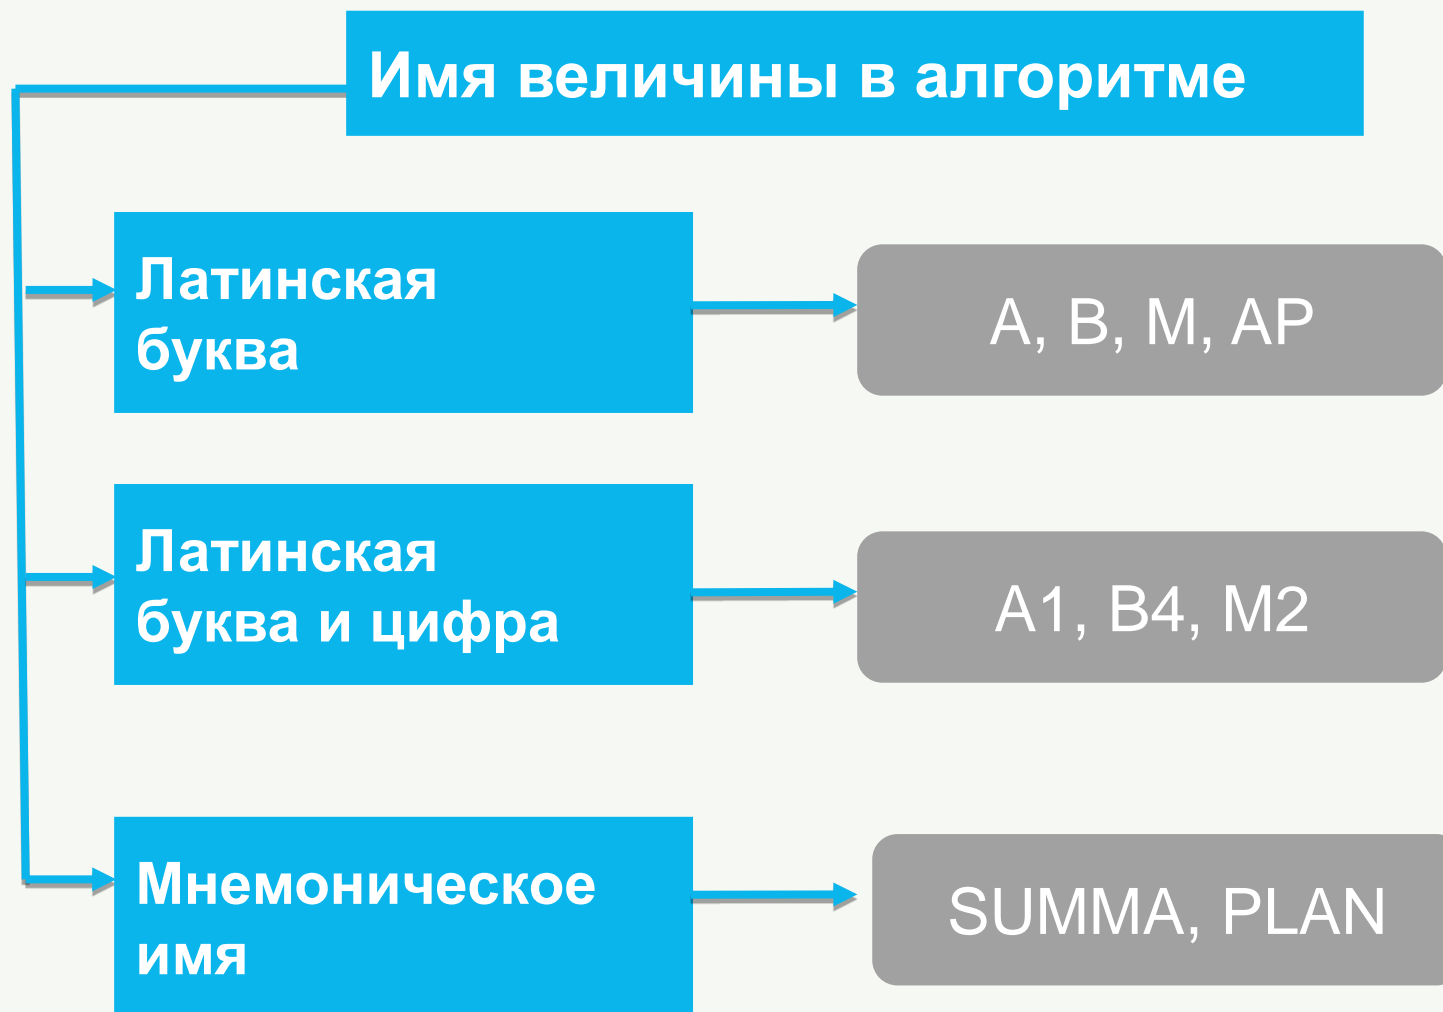 Имя величины в алгоритме
Латинская
буква
A, B, M, AP
Латинская
буква и цифра
A1, B4, M2
Мнемоническое
имя
SUMMA, PLAN